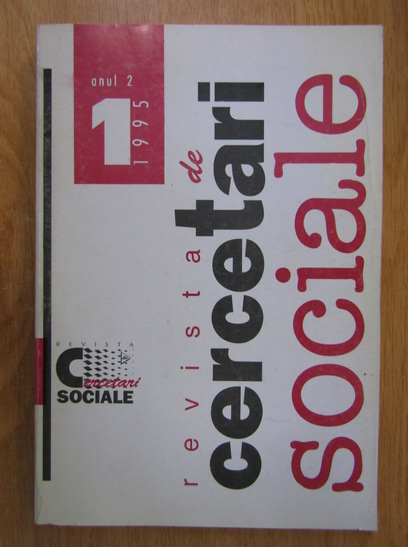 anul 2
1
1995
revista de
cercetari
sociale
REVISTA
Cercetari
SOCIALE